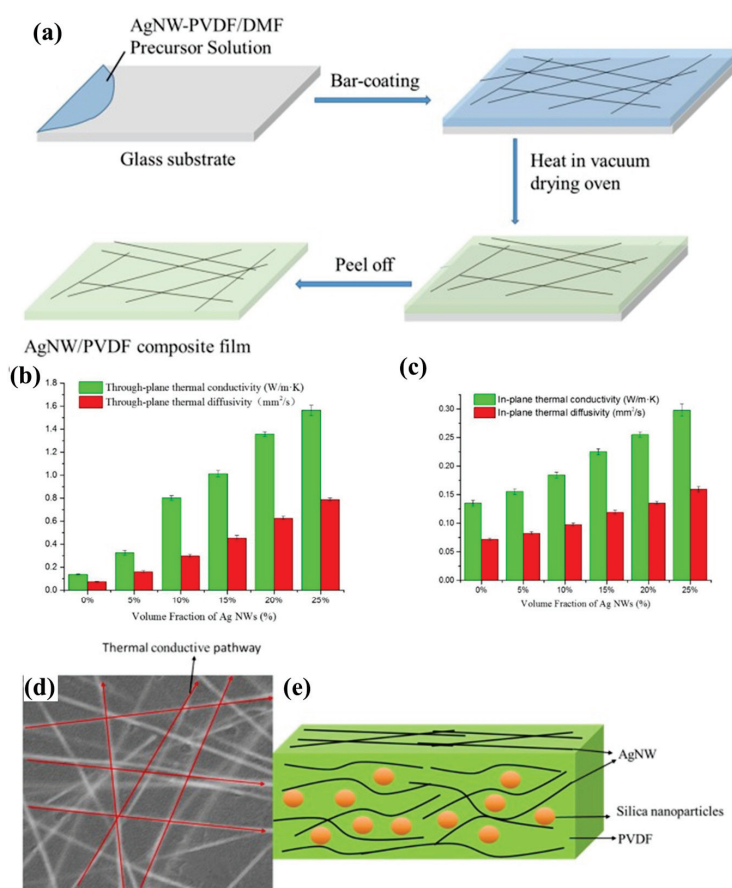 (a)
AgNW-PVDF/DMF
Precursor Solution
Bar-coating
Glass substrate
Heat in vacuum
drying oven
Peel off
AgNW/PVDF composite film
(b)
Through-plane thermal conductivity (W/m·K)
Through-plane thermal diffusivity（mm²/s）
1.8
1.6
1.4
1.2
1.0
0.8
0.6
0.4
0.2
0.0
0% 5% 10% 15% 20% 25%
Volume Fraction of Ag NWs (%)
(c)
In-plane thermal conductivity (W/m·K)
In-plane thermal diffusivity (mm²/s)
0.30
0.25
0.20
0.15
0.10
0.05
0.00
0% 5% 10% 15% 20% 25%
Volume Fraction of Ag NWs (%)
Thermal conductive pathway
(d)
(e)
AgNW
Silica nanoparticles
PVDF